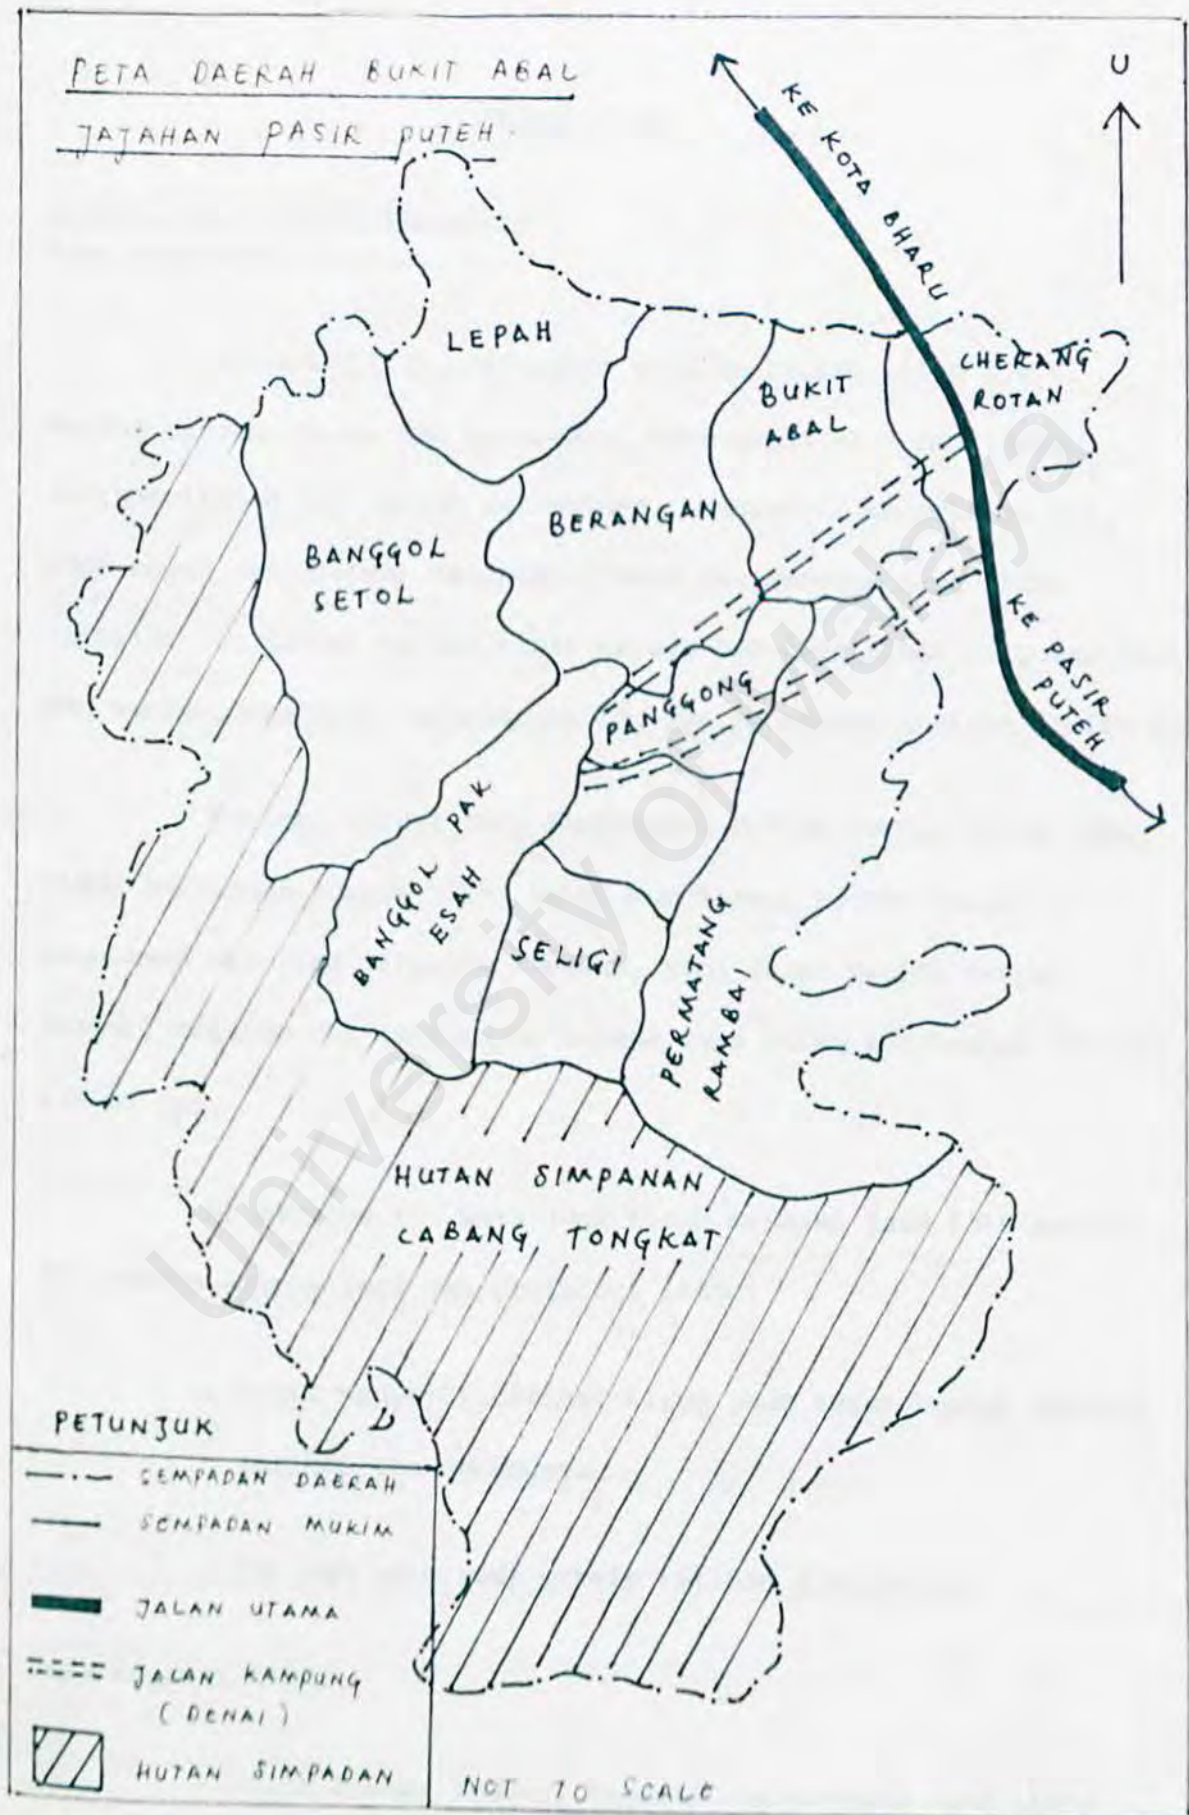 PETA DAERAH BUKIT ABAL
JAJAHAN PASIR PUTEH.
U
KE KOTA BHARU
LEPAH
CHERANG
ROTAN
BUKIT
ABAL
BERANGAN
BANGGOL
SETOL
KE PASIR
PUTEH
PANGGONG
BANGGOL PAK
ESAH
SELIGI
PERMATANG
RAMBAI
HUTAN SIMPANAN
CABANG TONGKAT
PETUNJUK
SEMPADAN DAERAH
SEMPADAN MUKIM
JALAN UTAMA
JALAN KAMPUNG
(DENAI)
HUTAN SIMPADAN
NOT TO SCALE
University of Malaya